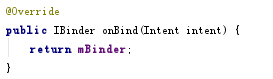 @Override
public IBinder onBind(Intent intent) {
    return mBinder;
}